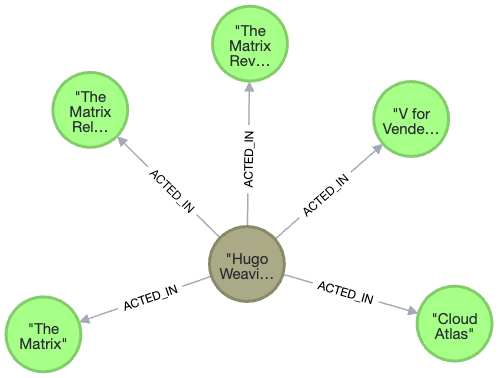 "The
Matrix
Rev…
"The
Matrix
Rel…
"V for
Vende…
ACTED_IN
ACTED_IN
ACTED_IN
"Hugo
Weavi…
ACTED_IN
ACTED_IN
"The
Matrix"
"Cloud
Atlas"